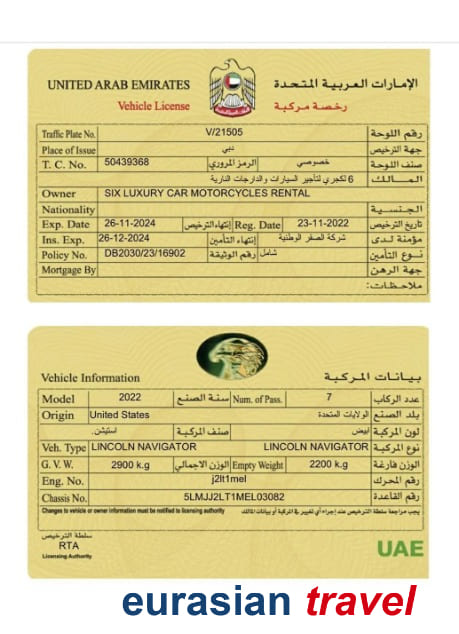 UNITED ARAB EMIRATES الإمارات العربية المتحدة
Vehicle License رخصة مركبة
Traffic Plate No. V/21505 رقم اللوحة
Place of Issue دبي جهة الترخيص
T. C. No. 50439368 الرمز المروري خصوصي صنف اللوحة
6 لكجري لتأجير السيارات والدارجات النارية المالك
Owner SIX LUXURY CAR MOTORCYCLES RENTAL
Nationality الجنسية
Exp. Date 26-11-2024 إنتهاء الترخيص Reg. Date 23-11-2022 تاريخ الترخيص
Ins. Exp. 26-12-2024 إنتهاء التأمين شركة الصقر الوطنية مؤمنة لدى
Policy No. DB2030/23/16902 رقم الوثيقة شامل نوع التأمين
Mortgage By جهة الرهن
ملاحظات:
Vehicle Information بيانات المركبة
Model 2022 سنة الصنع Num. of Pass. 7 عدد الركاب
Origin United States الولايات المتحدة بلد الصنع
استيشن. صنف المركبة ابيض لون المركبة
Veh. Type LINCOLN NAVIGATOR LINCOLN NAVIGATOR نوع المركبة
G. V. W. 2900 k.g الوزن الاجمالي Empty Weight 2200 k.g الوزن فارغة
Eng. No. j2lt1mel رقم المحرك
Chassis No. 5LMJJ2LT1MEL03082 رقم القاعدة
Changes to vehicle or owner information must be notified to licensing authority يجب مراجعة سلطة الترخيص عند إجراء أي تغيير في المركبة أو بيانات المالك
سلطة الترخيص
RTA
Licensing Authority
UAE
eurasian travel